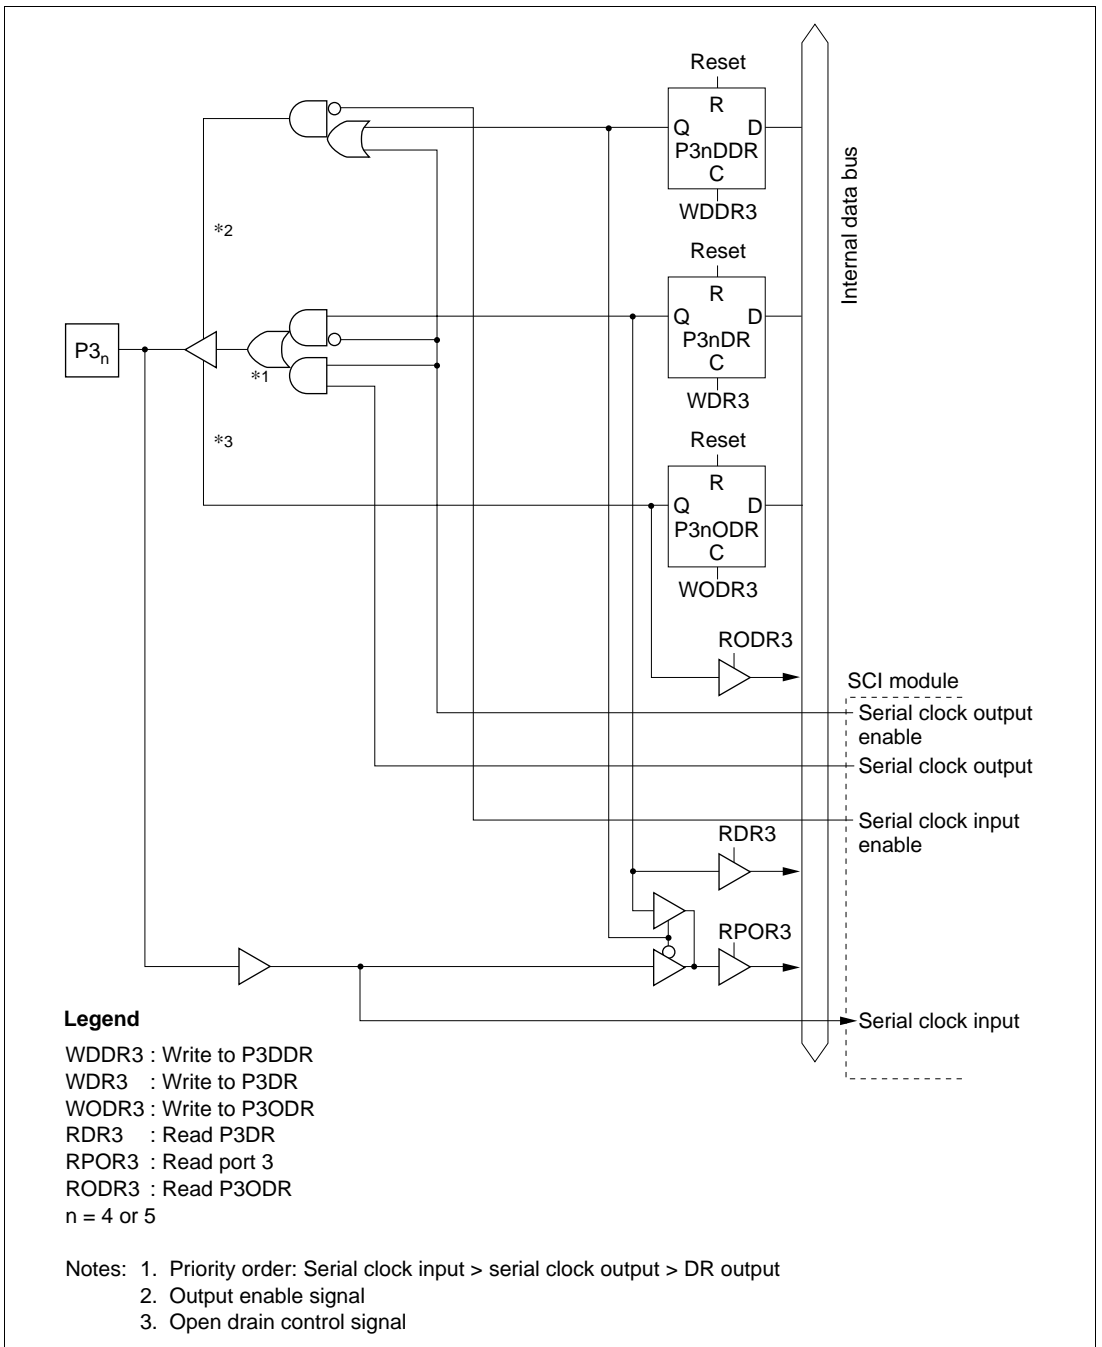 Reset
R
Q D
P3nDDR
C
WDDR3
Internal data bus
*2
Reset
R
Q D
P3nDR
C
WDR3
P3n
*1
*3
Reset
R
Q D
P3nODR
C
WODR3
RODR3
SCI module
Serial clock output
enable
Serial clock output
Serial clock input
enable
RDR3
RPOR3
Serial clock input
Legend
WDDR3 : Write to P3DDR
WDR3 : Write to P3DR
WODR3 : Write to P3ODR
RDR3 : Read P3DR
RPOR3 : Read port 3
RODR3 : Read P3ODR
n = 4 or 5
Notes: 1. Priority order: Serial clock input > serial clock output > DR output
2. Output enable signal
3. Open drain control signal